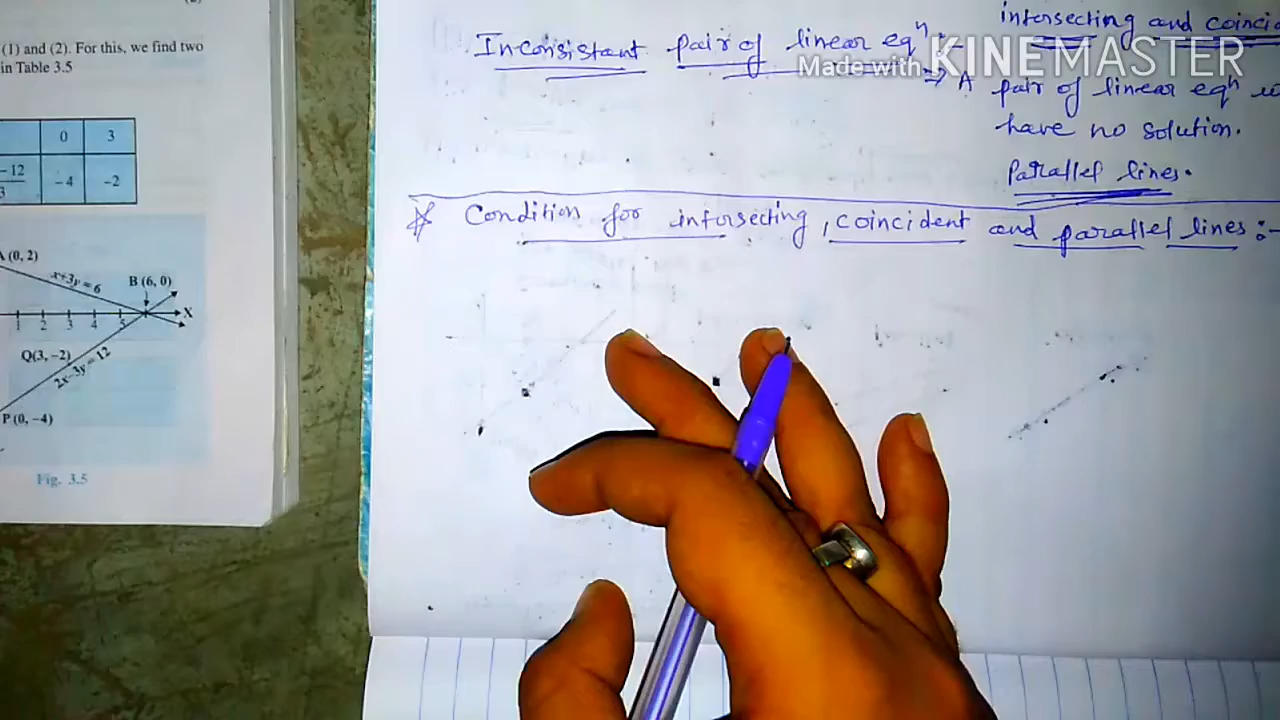 (1) and (2). For this, we find two
in Table 3.5
0 3
-12
3
-4 -2
A (0, 2)
x+3y=6
B (6, 0)
X
1 2 3 4 5
Q(3, -2)
2x-3y=12
P (0, -4)
Fig. 3.5
intersecting and coinci
Inconsistant pair of linear eqⁿ :-
Made with KINEMASTER
⇒ A pair of linear eqⁿ
have no solution.
Parallel lines.
* Condition for intersecting, coincident and parallel lines :-